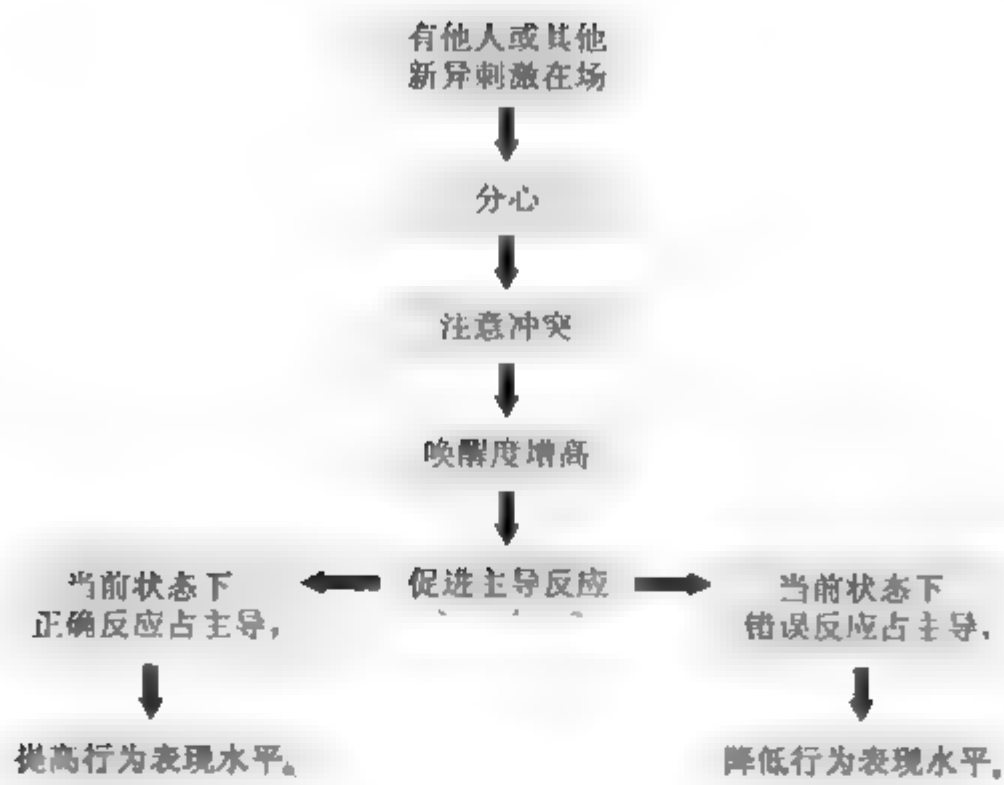 有他人或其他
新异刺激在场
分心
注意冲突
唤醒度增高
促进主导反应
当前状态下
正确反应占主导，
当前状态下
错误反应占主导，
提高行为表现水平。
降低行为表现水平。